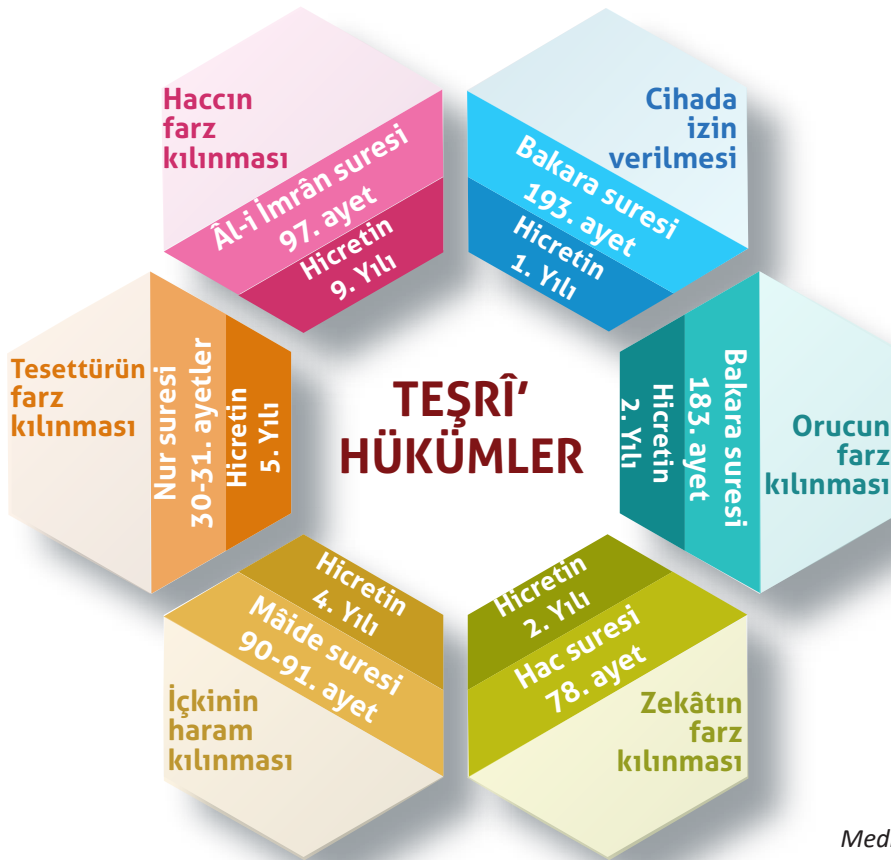 TEŞRÎ'
HÜKÜMLER
Cihada
izin
verilmesi
Bakara suresi
193. ayet
Hicretin
1. Yılı
Orucun
farz
kılınması
Bakara suresi
183. ayet
Hicretin
2. Yılı
Zekâtın
farz
kılınması
Hac suresi
78. ayet
Hicretin
2. Yılı
İçkinin
haram
kılınması
Mâide suresi
90-91. ayet
Hicretin
4. Yılı
Tesettürün
farz
kılınması
Nur suresi
30-31. ayetler
Hicretin
5. Yılı
Haccın
farz
kılınması
Âl-i İmrân suresi
97. ayet
Hicretin
9. Yılı